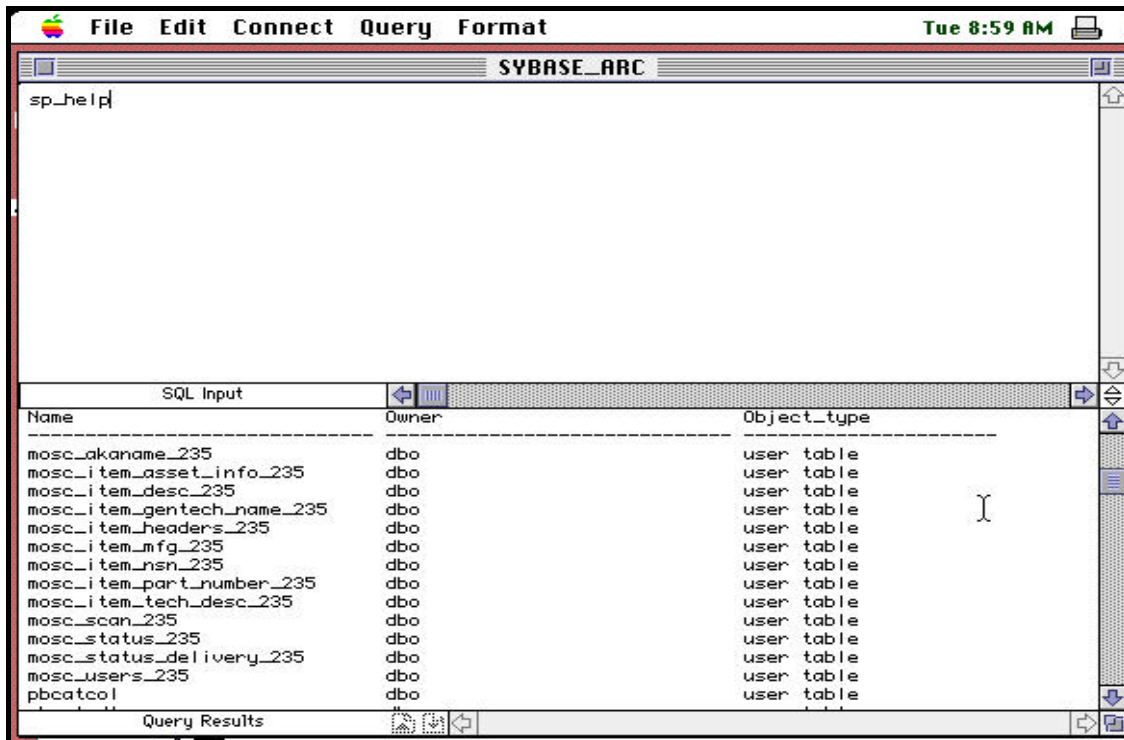 File Edit Connect Query Format Tue 8:59 AM
SYBASE_ARC
sp_help
SQL Input
Name Owner Object_type
------------------------------ ------------------------------ ----------------------
mosc_akaname_235 dbo user table
mosc_item_asset_info_235 dbo user table
mosc_item_desc_235 dbo user table
mosc_item_gentech_name_235 dbo user table
mosc_item_headers_235 dbo user table
mosc_item_mfg_235 dbo user table
mosc_item_nsn_235 dbo user table
mosc_item_part_number_235 dbo user table
mosc_item_tech_desc_235 dbo user table
mosc_scan_235 dbo user table
mosc_status_235 dbo user table
mosc_status_delivery_235 dbo user table
mosc_users_235 dbo user table
pbcatcol dbo user table
Query Results